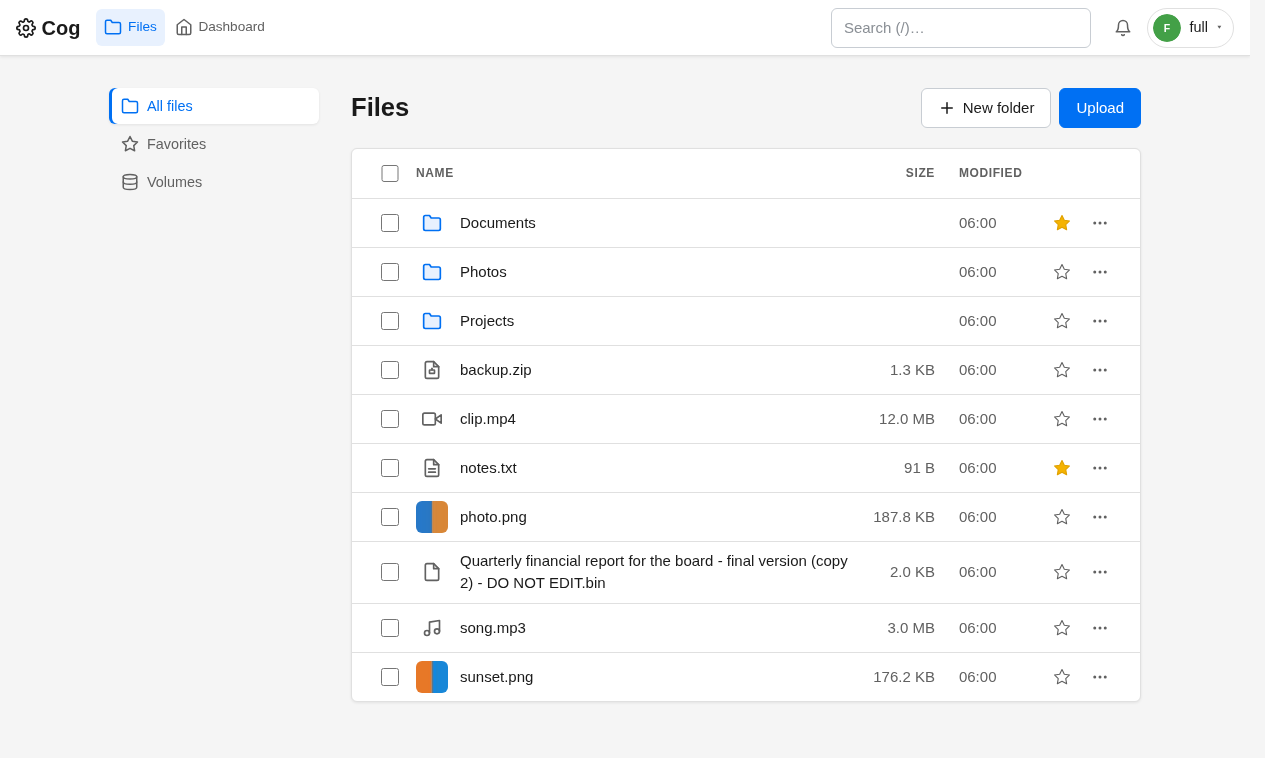 Cog
Files
Dashboard
Search (/)…
F
full
All files
Favorites
Volumes
Files
New folder
Upload
NAME
SIZE
MODIFIED
Documents
06:00
Photos
06:00
Projects
06:00
backup.zip
1.3 KB
06:00
clip.mp4
12.0 MB
06:00
notes.txt
91 B
06:00
photo.png
187.8 KB
06:00
Quarterly financial report for the board - final version (copy
2) - DO NOT EDIT.bin
2.0 KB
06:00
song.mp3
3.0 MB
06:00
sunset.png
176.2 KB
06:00